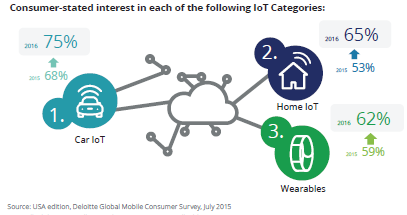 Consumer-stated interest in each of the following IoT Categories:
2016 75%
2015 68%
1.
Car IoT
2.
Home IoT
2016 65%
2015 53%
3.
Wearables
2016 62%
2015 59%
Source: USA edition, Deloitte Global Mobile Consumer Survey, July 2015